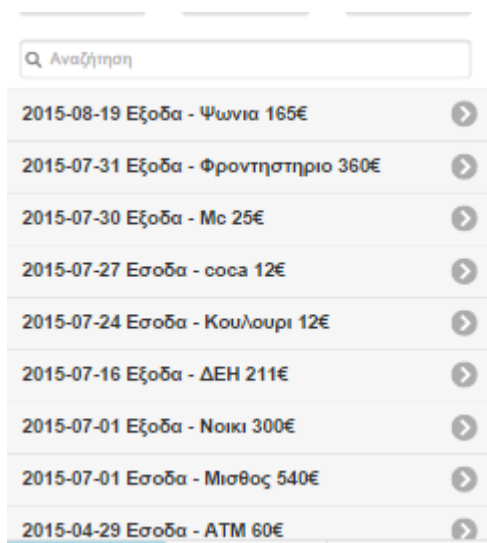 Αναζήτηση
2015-08-19 Εξοδα - Ψωνια 165€
2015-07-31 Εξοδα - Φροντηστηριο 360€
2015-07-30 Εξοδα - Mc 25€
2015-07-27 Εσοδα - coca 12€
2015-07-24 Εσοδα - Κουλουρι 12€
2015-07-16 Εξοδα - ΔΕΗ 211€
2015-07-01 Εξοδα - Νοικι 300€
2015-07-01 Εσοδα - Μισθος 540€
2015-04-29 Εσοδα - ATM 60€